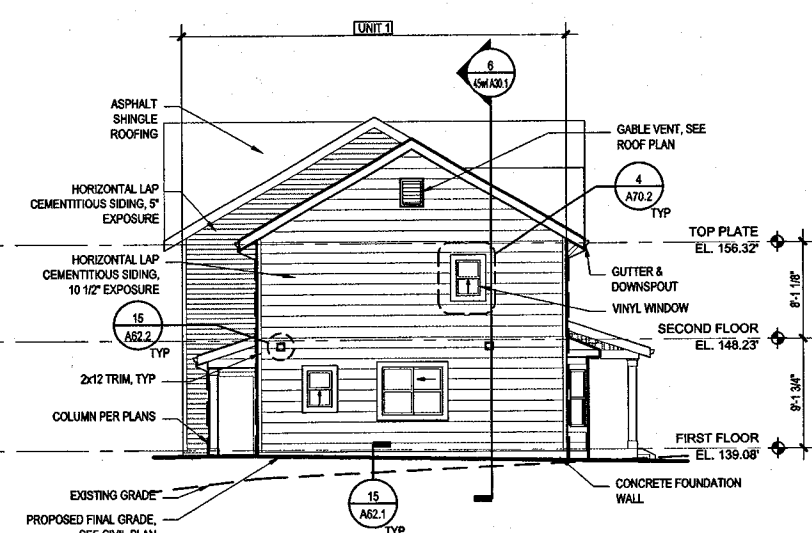 UNIT 1
6
45wf A30.1
ASPHALT
SHINGLE
ROOFING
GABLE VENT, SEE
ROOF PLAN
4
A70.2
TYP
HORIZONTAL LAP
CEMENTITIOUS SIDING, 5"
EXPOSURE
TOP PLATE
EL. 156.32'
HORIZONTAL LAP
CEMENTITIOUS SIDING,
10 1/2" EXPOSURE
GUTTER &
DOWNSPOUT
8'-1 1/8"
VINYL WINDOW
15
A62.2
TYP
SECOND FLOOR
EL. 148.23'
2x12 TRIM, TYP
9'-1 3/4"
COLUMN PER PLANS
FIRST FLOOR
EL. 139.08'
EXISTING GRADE
CONCRETE FOUNDATION
WALL
15
A62.1
TYP
PROPOSED FINAL GRADE,
SEE CIVIL PLAN